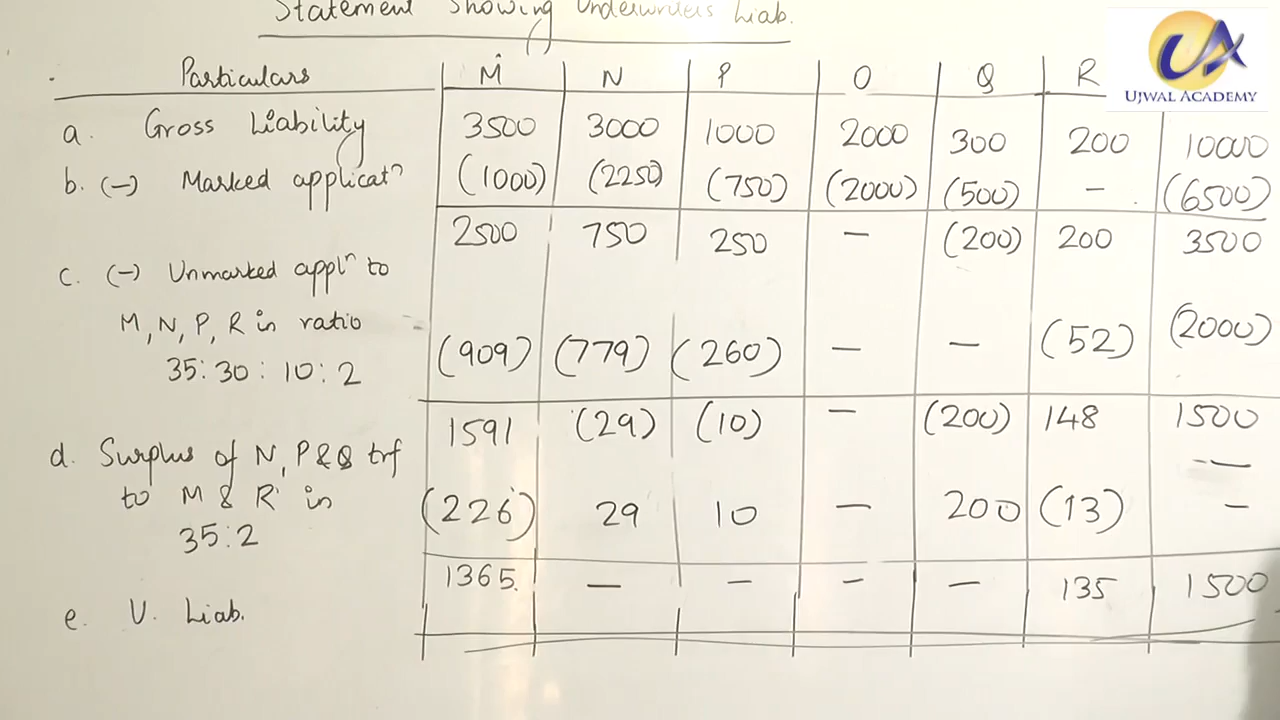 Statement Showing Underwriters Liab.
UJWAL ACADEMY
Particulars M N P O Q R
a. Gross Liability 3500 3000 1000 2000 300 200 10000
b. (-) Marked applicatn (1000) (2250) (750) (2000) (500) - (6500)
2500 750 250 - (200) 200 3500
c. (-) Unmarked appln to
M, N, P, R in ratio (2000)
35:30:10:2 (909) (779) (260) - - (52)
1591 (29) (10) - (200) 148 1500
d. Surplus of N, P & Q trf --
to M & R in (226) 29 10 - 200 (13) -
35:2
1365 - - - - 135 1500
e. U. Liab.